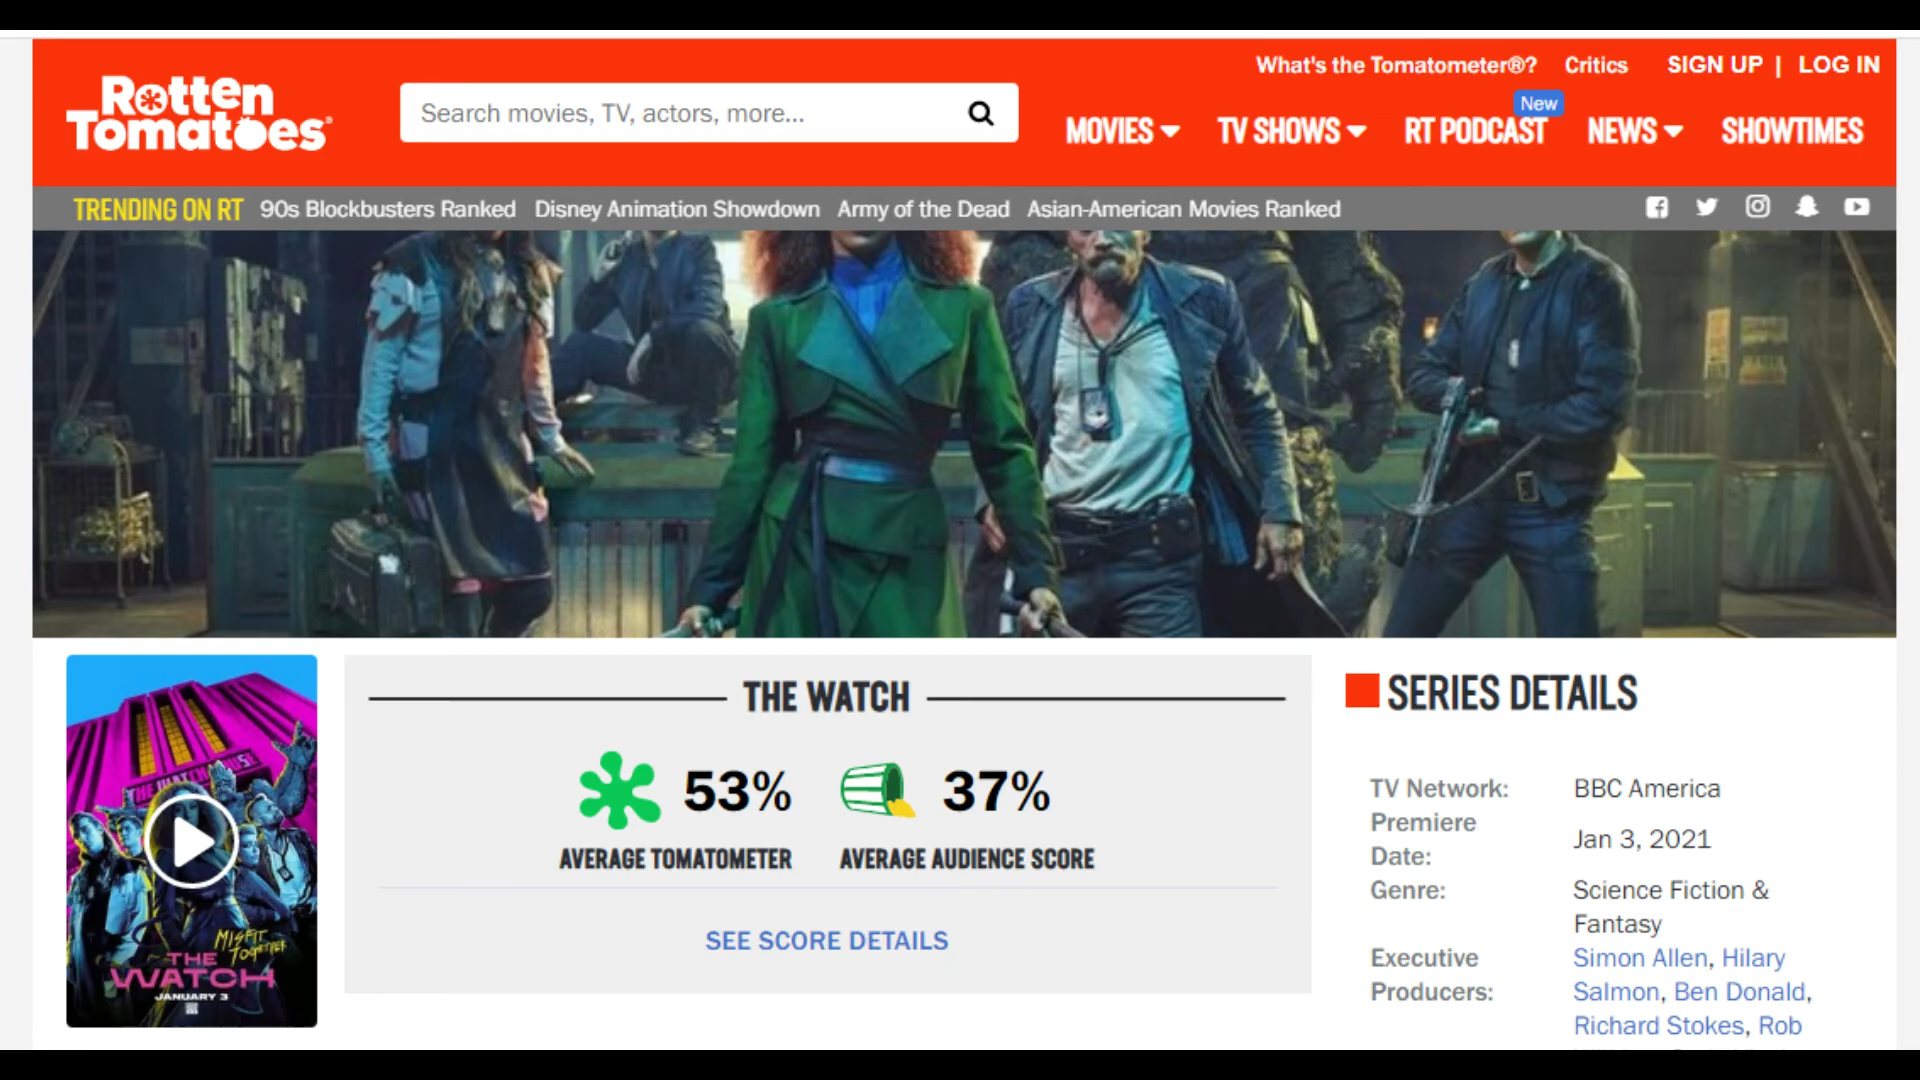 What's the Tomatometer®? Critics SIGN UP | LOG IN
Rotten
Tomatoes
Search movies, TV, actors, more...
New
MOVIES TV SHOWS RT PODCAST NEWS SHOWTIMES
TRENDING ON RT 90s Blockbusters Ranked Disney Animation Showdown Army of the Dead Asian-American Movies Ranked
MISFIT
TOGETHER
THE
WATCH
JANUARY 3
THE WATCH
53% 37%
AVERAGE TOMATOMETER AVERAGE AUDIENCE SCORE
SEE SCORE DETAILS
SERIES DETAILS
TV Network: BBC America
Premiere
Date: Jan 3, 2021
Genre: Science Fiction &
Fantasy
Executive Simon Allen, Hilary
Producers: Salmon, Ben Donald,
Richard Stokes, Rob